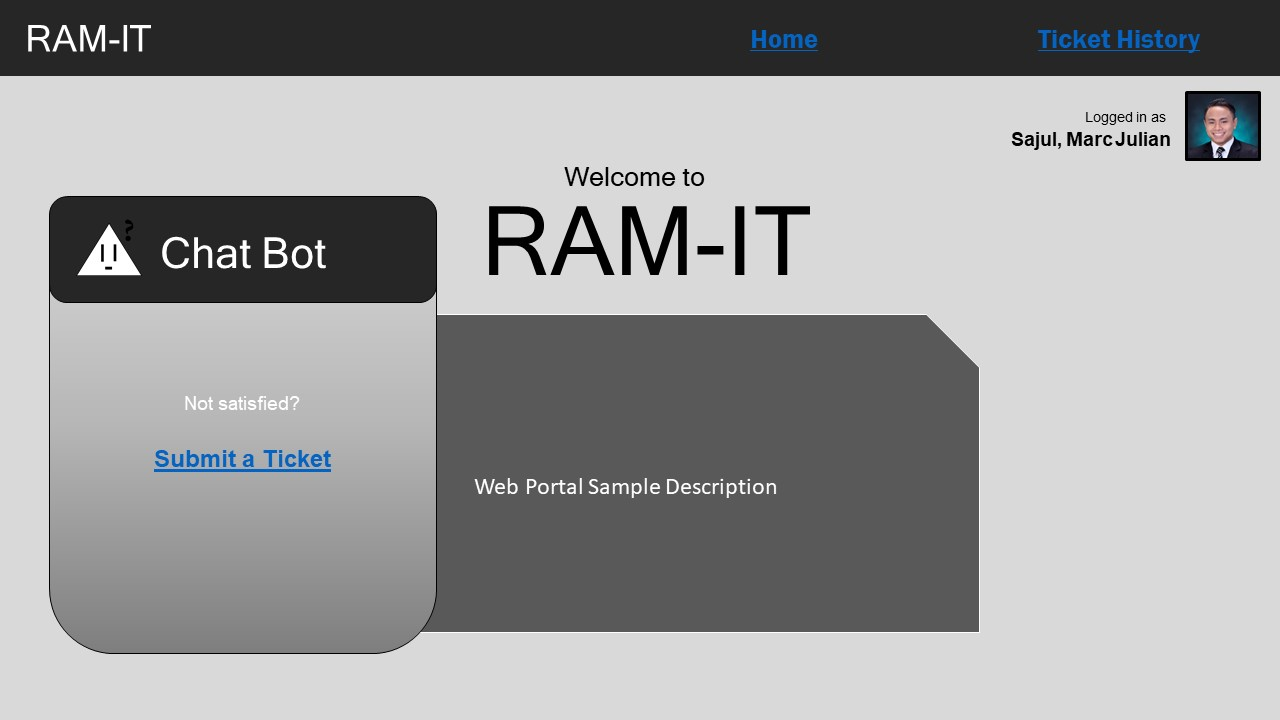 RAM-IT
Home
Ticket History
Logged in as
Sajul, Marc Julian
Welcome to
RAM-IT
?
Chat Bot
Not satisfied?
Submit a Ticket
Web Portal Sample Description